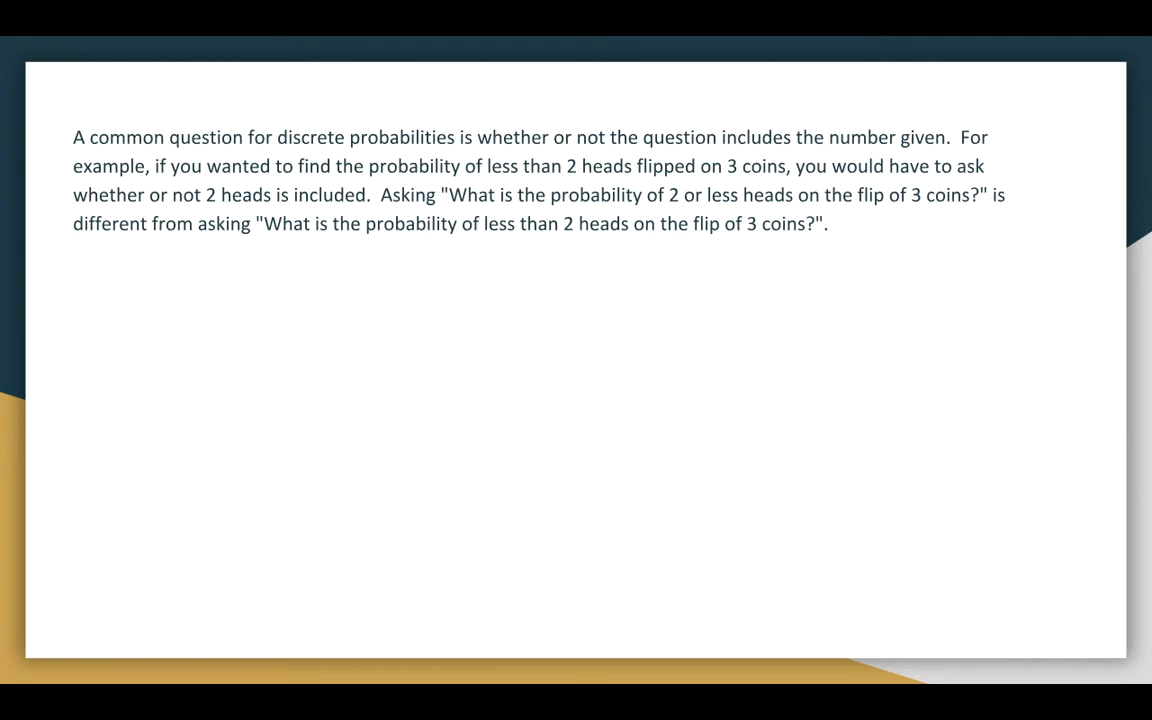 A common question for discrete probabilities is whether or not the question includes the number given.  For
example, if you wanted to find the probability of less than 2 heads flipped on 3 coins, you would have to ask
whether or not 2 heads is included.  Asking "What is the probability of 2 or less heads on the flip of 3 coins?" is
different from asking "What is the probability of less than 2 heads on the flip of 3 coins?".